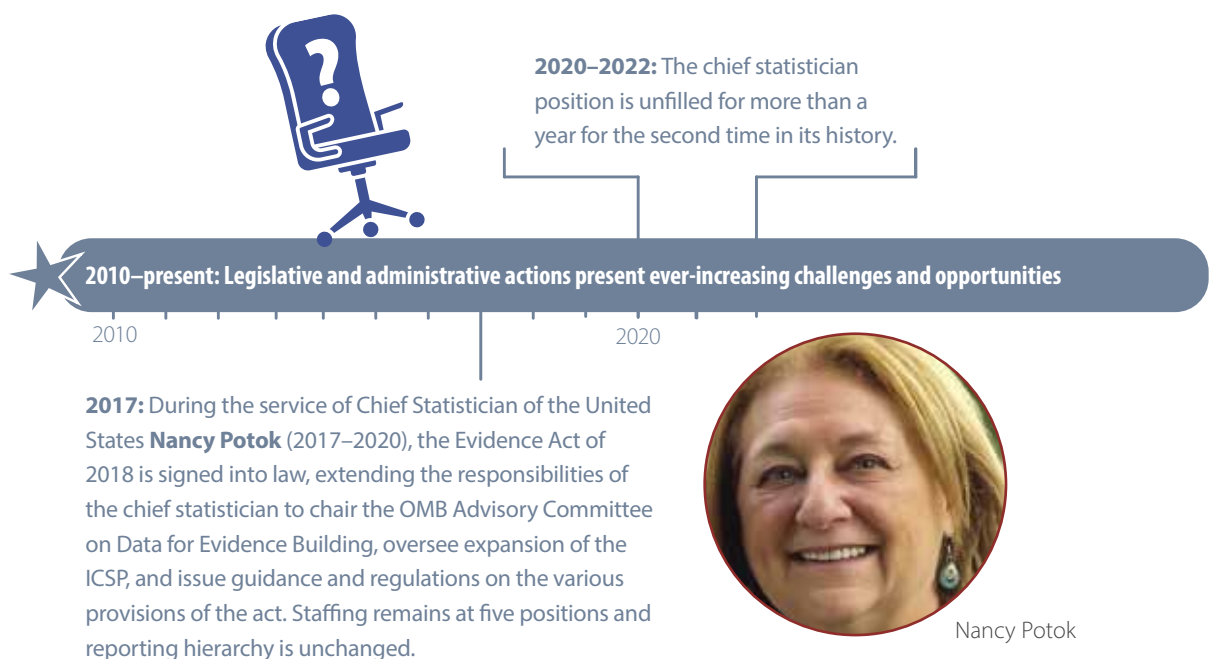 ?
2020–2022: The chief statistician
position is unfilled for more than a
year for the second time in its history.
2010–present: Legislative and administrative actions present ever-increasing challenges and opportunities
2010
2020
2017: During the service of Chief Statistician of the United
States Nancy Potok (2017–2020), the Evidence Act of
2018 is signed into law, extending the responsibilities of
the chief statistician to chair the OMB Advisory Committee
on Data for Evidence Building, oversee expansion of the
ICSP, and issue guidance and regulations on the various
provisions of the act. Staffing remains at five positions and
reporting hierarchy is unchanged.
Nancy Potok